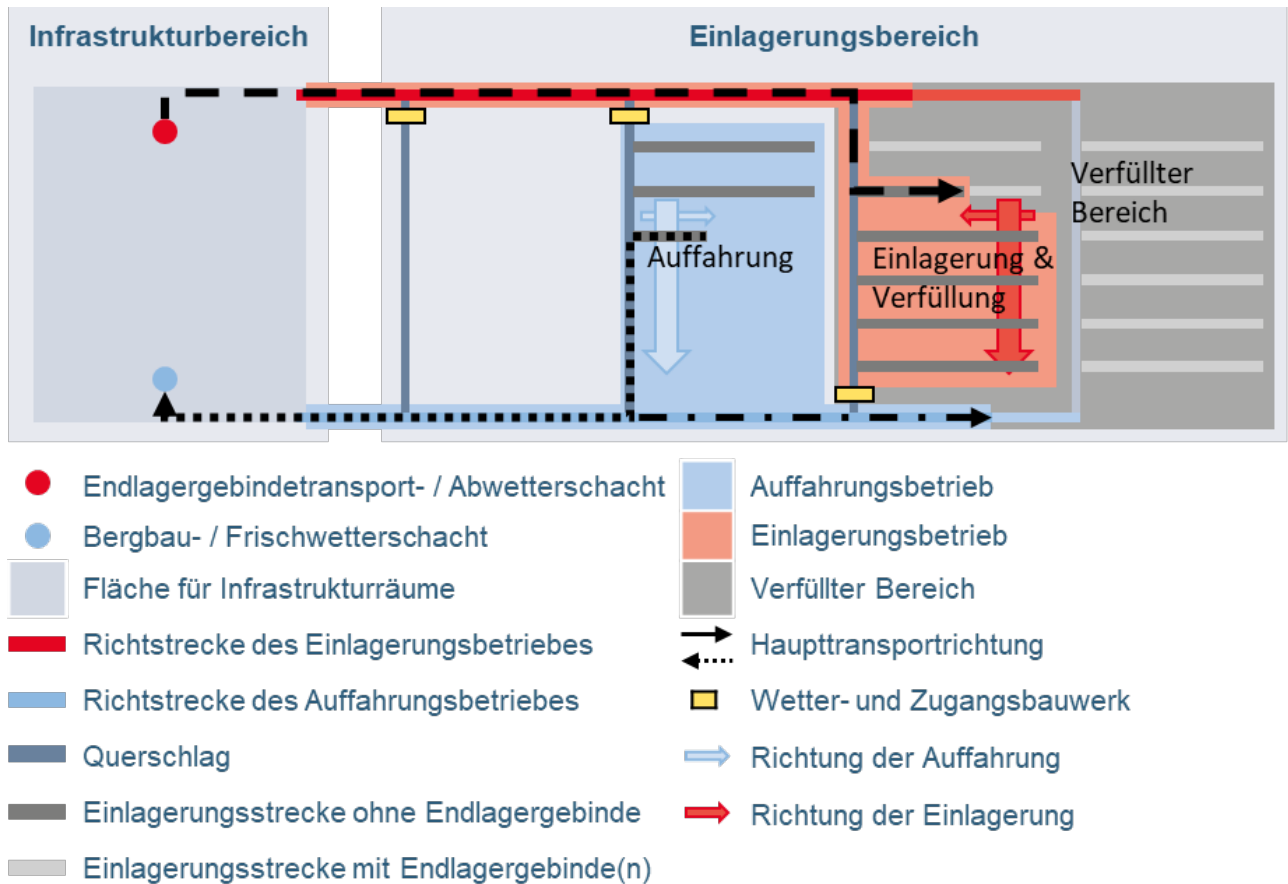 Infrastrukturbereich
Einlagerungsbereich
Verfüllter
Bereich
Auffahrung
Einlagerung &
Verfüllung
Endlagergebindetransport- / Abwetterschacht
Bergbau- / Frischwetterschacht
Fläche für Infrastrukturräume
Richtstrecke des Einlagerungsbetriebes
Richtstrecke des Auffahrungsbetriebes
Querschlag
Einlagerungsstrecke ohne Endlagergebinde
Einlagerungsstrecke mit Endlagergebinde(n)
Auffahrungsbetrieb
Einlagerungsbetrieb
Verfüllter Bereich
Haupttransportrichtung
Wetter- und Zugangsbauwerk
Richtung der Auffahrung
Richtung der Einlagerung